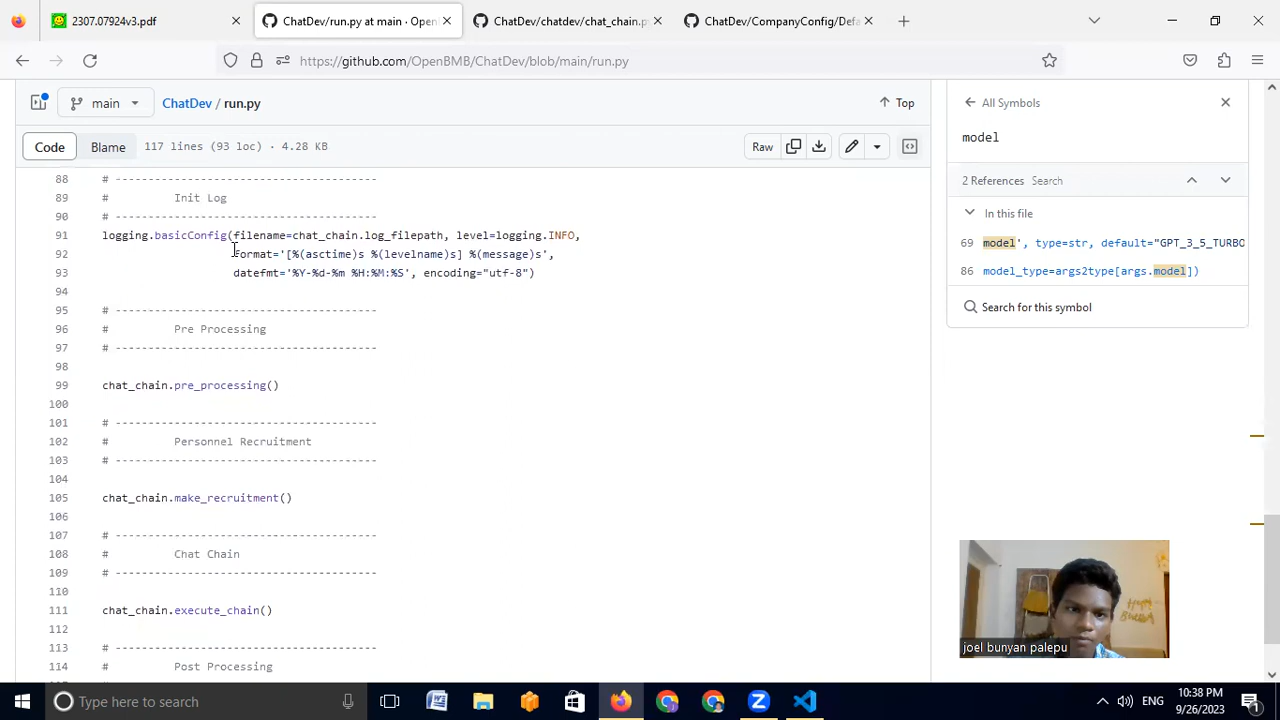 2307.07924v3.pdf
ChatDev/run.py at main · Open
ChatDev/chatdev/chat_chain.py
ChatDev/CompanyConfig/Defa
https://github.com/OpenBMB/ChatDev/blob/main/run.py
main
ChatDev / run.py
Top
All Symbols
Code
Blame
117 lines (93 loc) · 4.28 KB
Raw
model
88 # ----------------------------------------
89 # Init Log
90 # ----------------------------------------
91 logging.basicConfig(filename=chat_chain.log_filepath, level=logging.INFO,
92 format='[%(asctime)s %(levelname)s] %(message)s',
93 datefmt='%Y-%d-%m %H:%M:%S', encoding="utf-8")
94
95 # ----------------------------------------
96 # Pre Processing
97 # ----------------------------------------
98
99 chat_chain.pre_processing()
100
101 # ----------------------------------------
102 # Personnel Recruitment
103 # ----------------------------------------
104
105 chat_chain.make_recruitment()
106
107 # ----------------------------------------
108 # Chat Chain
109 # ----------------------------------------
110
111 chat_chain.execute_chain()
112
113 # ----------------------------------------
114 # Post Processing
2 References Search
In this file
69 model', type=str, default="GPT_3_5_TURBO
86 model_type=args2type[args.model])
Search for this symbol
joel bunyan palepu
Type here to search
ENG
10:38 PM
9/26/2023
1